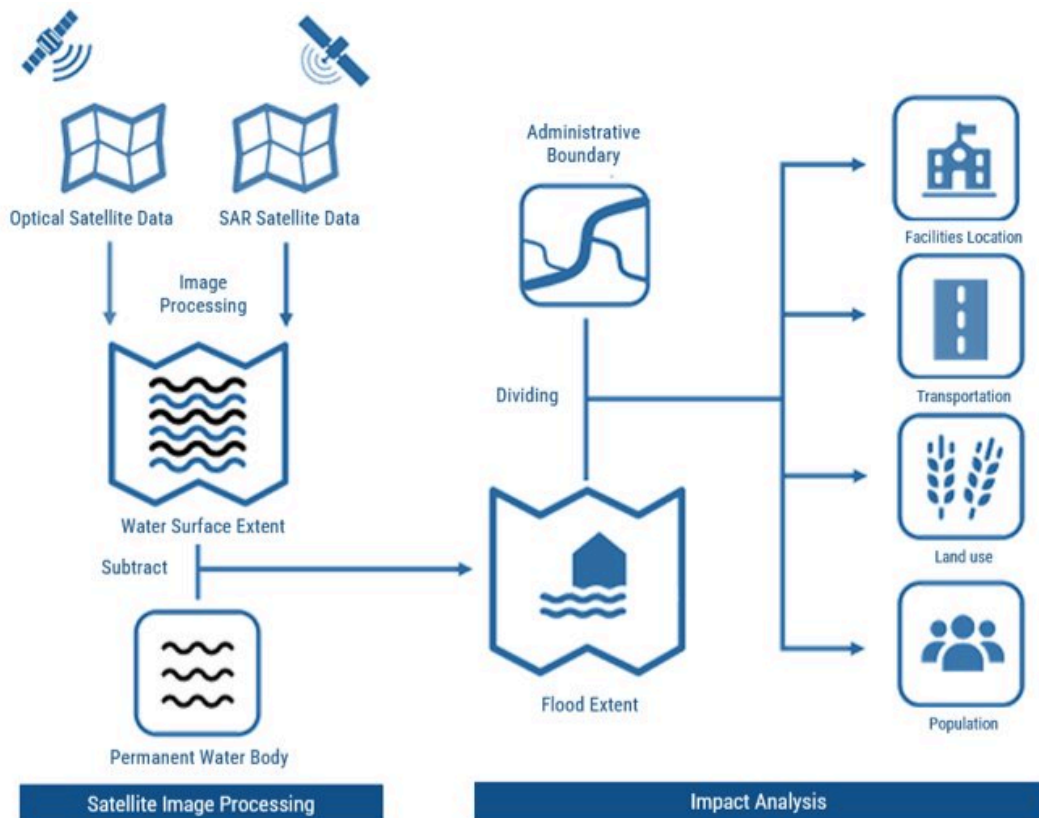 Optical Satellite Data
SAR Satellite Data
Image
Processing
Water Surface Extent
Subtract
Permanent Water Body
Satellite Image Processing
Administrative
Boundary
Dividing
Flood Extent
Facilities Location
Transportation
Land use
Population
Impact Analysis